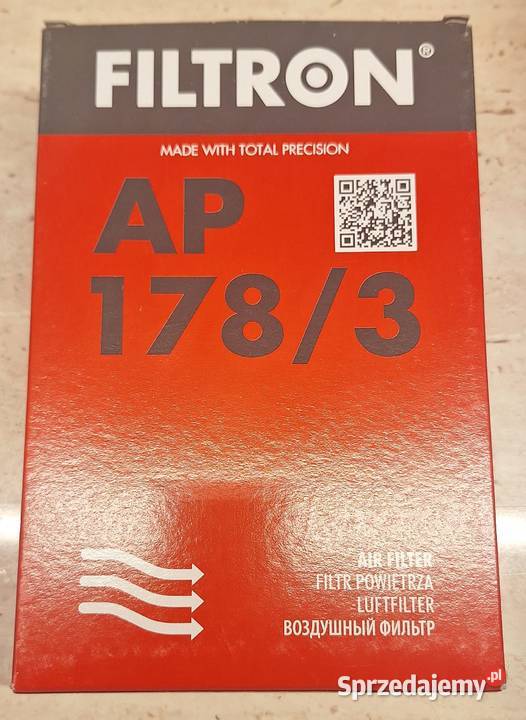 FILTRON®
MADE WITH TOTAL PRECISION
AP
178/3
AIR FILTER
FILTR POWIETRZA
LUFTFILTER
ВОЗДУШНЫЙ ФИЛЬТР
Sprzedajemy.pl